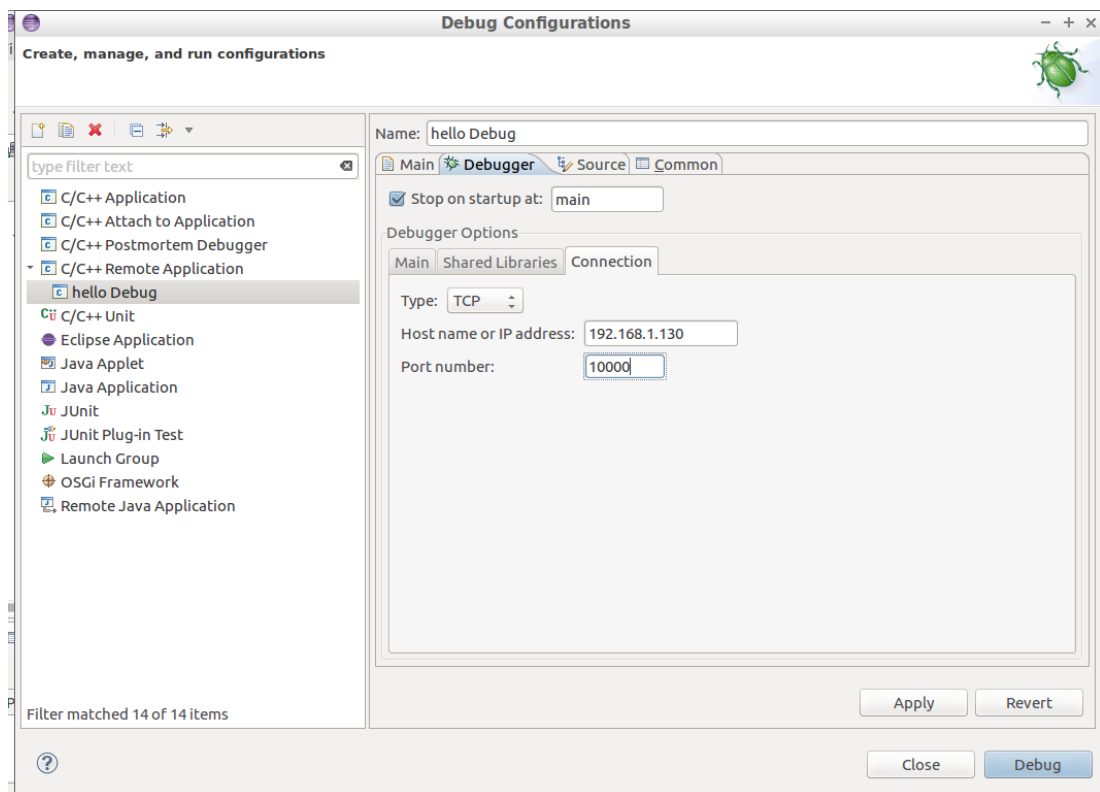 Debug Configurations
Create, manage, and run configurations
type filter text
C/C++ Application
C/C++ Attach to Application
C/C++ Postmortem Debugger
C/C++ Remote Application
hello Debug
C/C++ Unit
Eclipse Application
Java Applet
Java Application
JUnit
JUnit Plug-in Test
Launch Group
OSGi Framework
Remote Java Application
Filter matched 14 of 14 items
Name: hello Debug
Main Debugger Source Common
Stop on startup at: main
Debugger Options
Main Shared Libraries Connection
Type: TCP
Host name or IP address: 192.168.1.130
Port number: 10000
Apply Revert
Close Debug